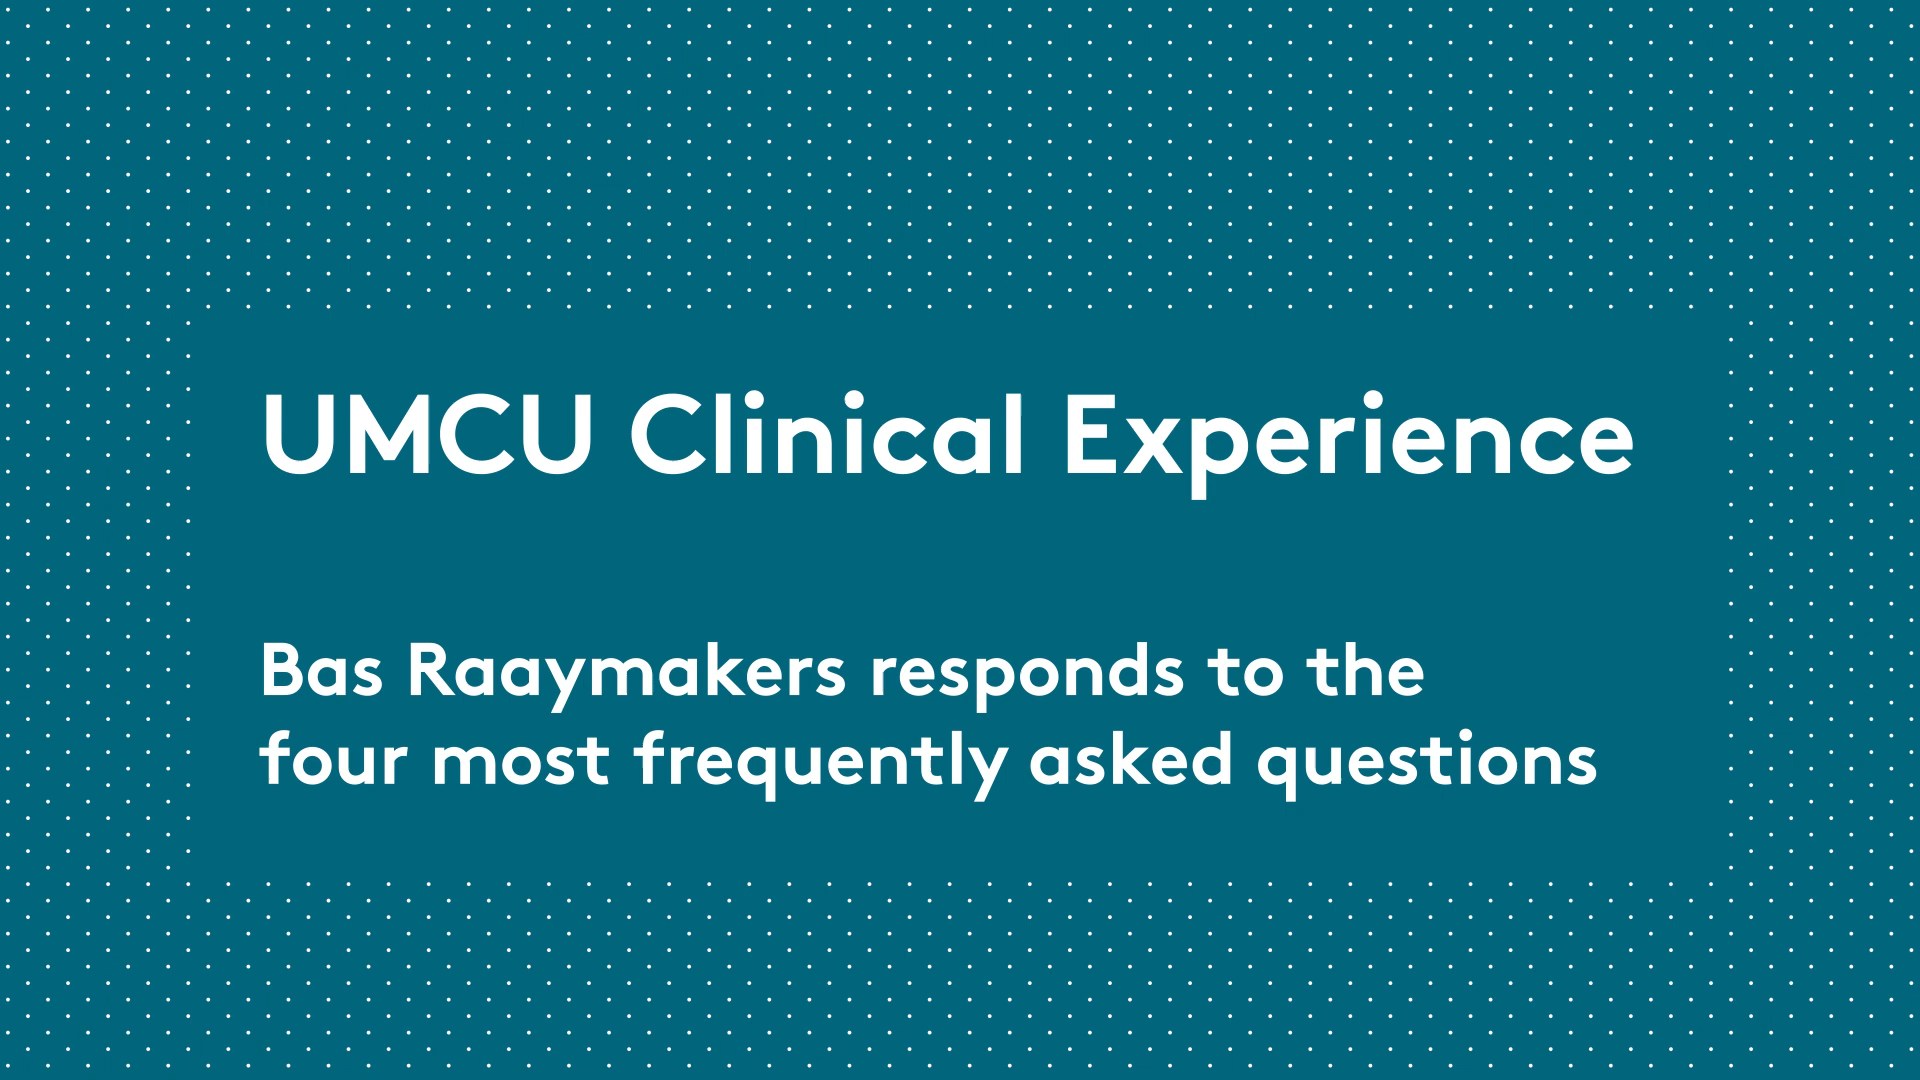 UMCU Clinical Experience
Bas Raaymakers responds to the
four most frequently asked questions